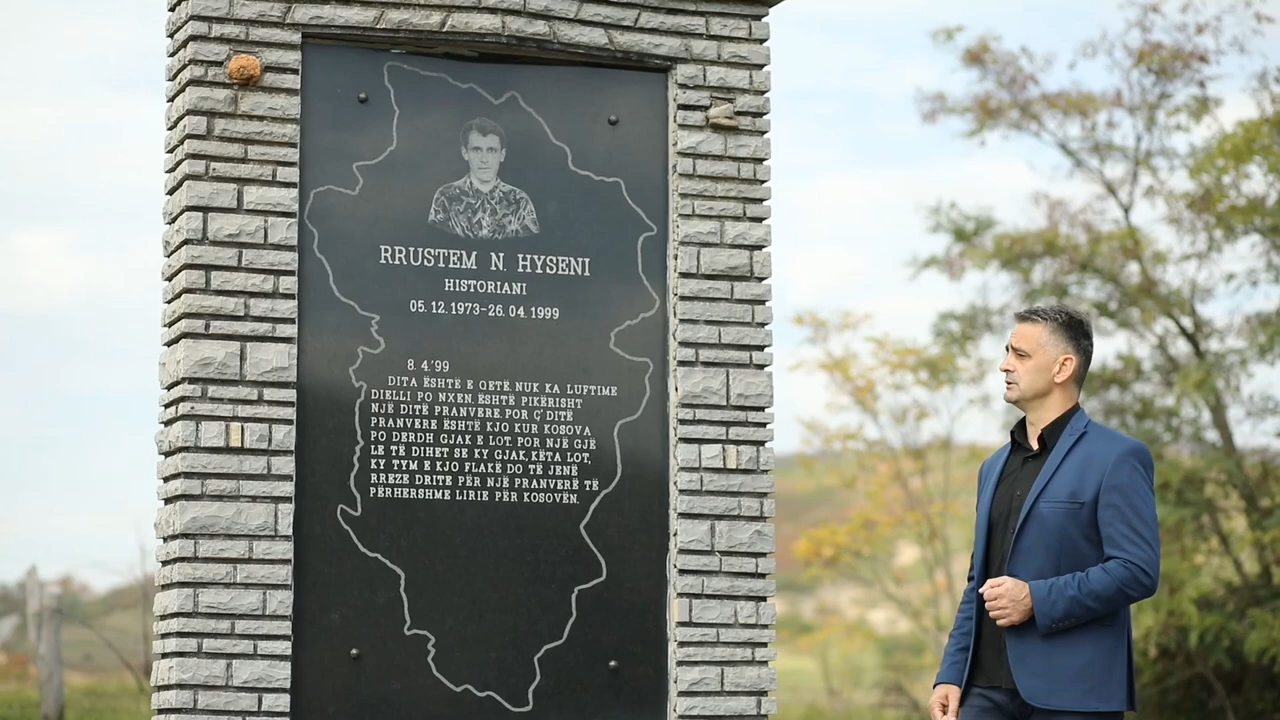 RRUSTEM N. HYSENI
HISTORIANI
05. 12. 1973-26. 04. 1999
8. 4.'99
DITA ËSHTË E QETË. NUK KA LUFTIME
DIELLI PO NXEN. ËSHTË PIKËRISHT
NJË DITË PRANVERE. POR Ç' DITË
PRANVERE ËSHTË KJO KUR KOSOVA
PO DERDH GJAK E LOT. POR NJË GJË
LE TË DIHET SE KY GJAK, KËTA LOT,
KY TYM E KJO FLAKË DO TË JENË
RREZE DRITE PËR NJË PRANVERË TË
PËRHERSHME LIRIE PËR KOSOVËN.